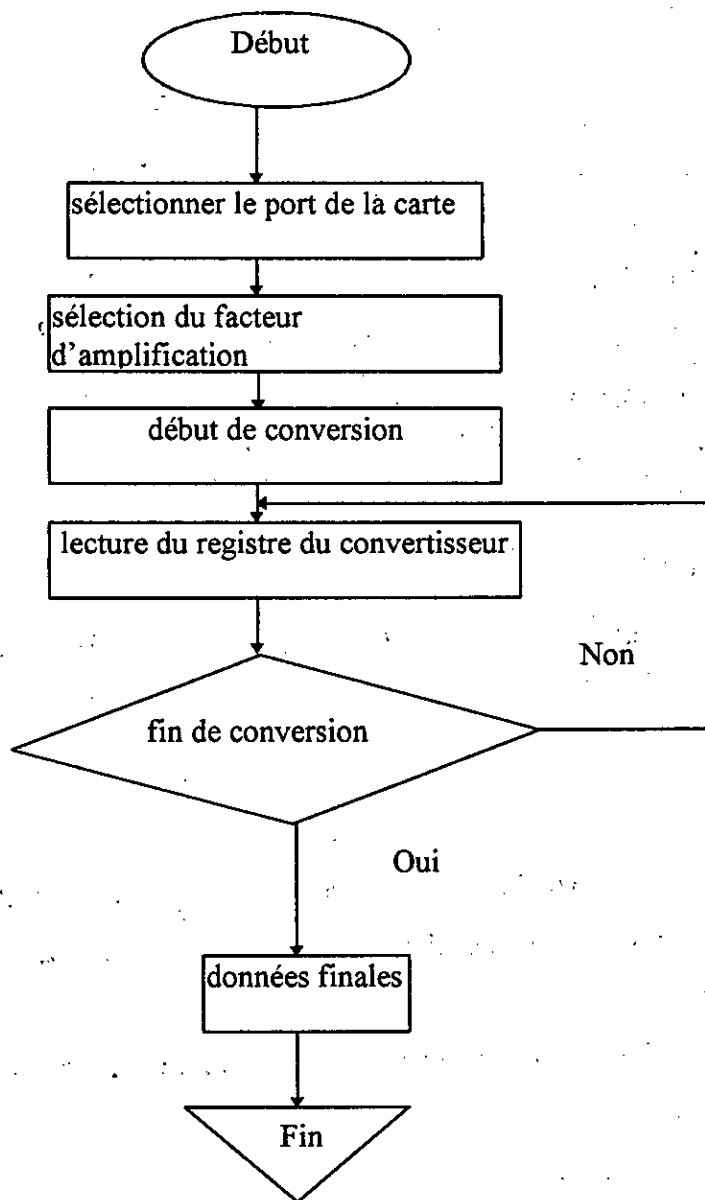 Début
sélectionner le port de la carte
sélection du facteur
d'amplification
début de conversion
lecture du registre du convertisseur
Non
fin de conversion
Oui
données finales
Fin